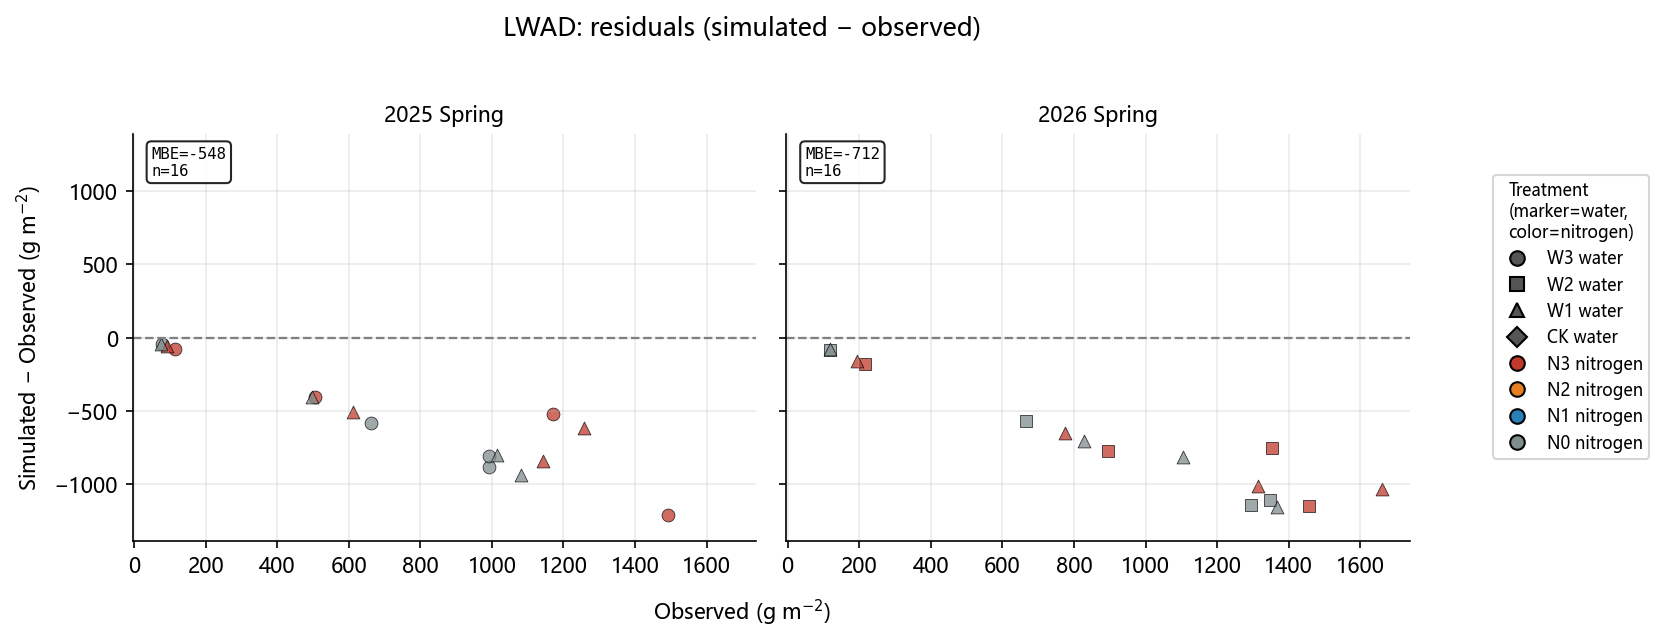 LWAD: residuals (simulated − observed)
2025 Spring
2026 Spring
MBE=-548
n=16
MBE=-712
n=16
Simulated − Observed (g m⁻²)
1000
500
0
−500
−1000
0 200 400 600 800 1000 1200 1400 1600
0 200 400 600 800 1000 1200 1400 1600
Observed (g m⁻²)
Treatment
(marker=water,
color=nitrogen)
W3 water
W2 water
W1 water
CK water
N3 nitrogen
N2 nitrogen
N1 nitrogen
N0 nitrogen